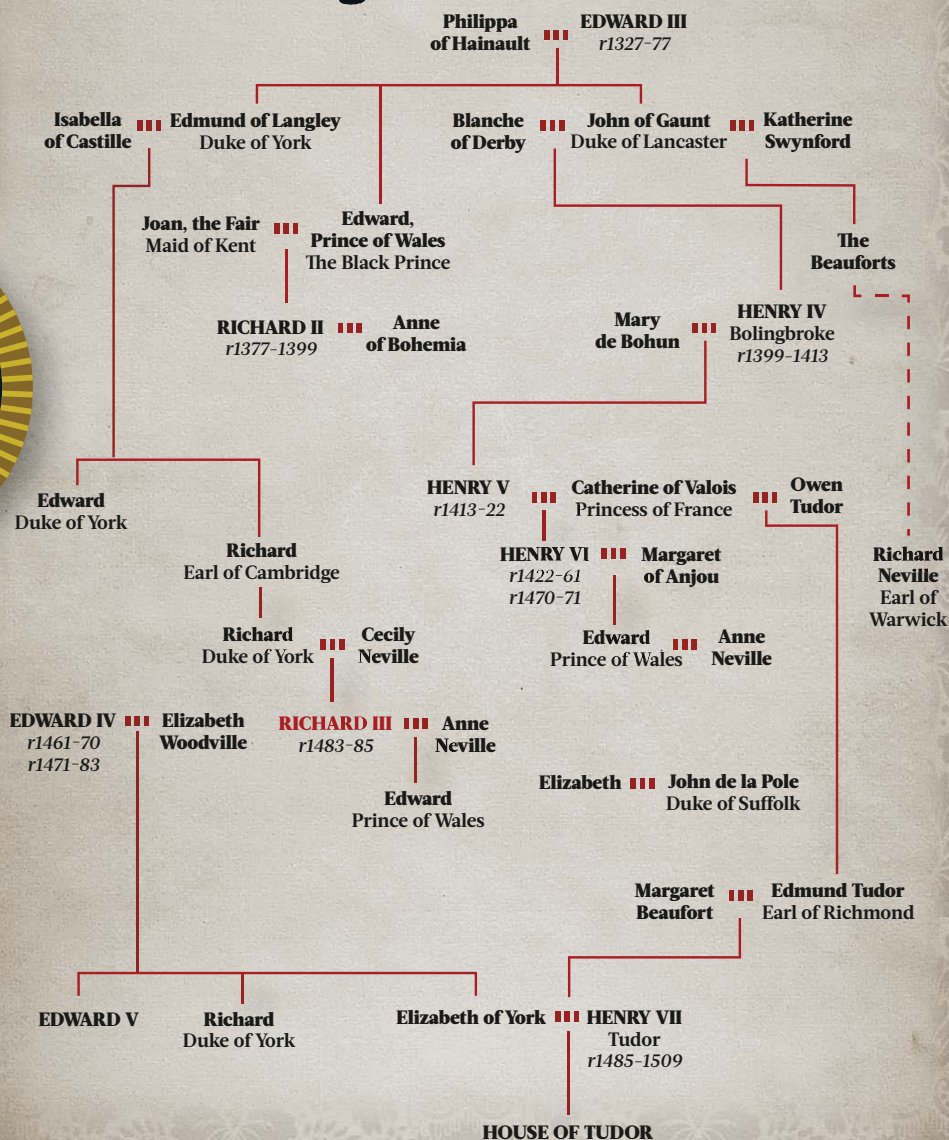 Philippa
of Hainault
EDWARD III
r1327-77
Isabella
of Castille
Edmund of Langley
Duke of York
Blanche
of Derby
John of Gaunt
Duke of Lancaster
Katherine
Swynford
Joan, the Fair
Maid of Kent
Edward,
Prince of Wales
The Black Prince
The
Beauforts
RICHARD II
r1377-1399
Anne
of Bohemia
Mary
de Bohun
HENRY IV
Bolingbroke
r1399-1413
Edward
Duke of York
HENRY V
r1413-22
Catherine of Valois
Princess of France
Owen
Tudor
Richard
Earl of Cambridge
HENRY VI
r1422-61
r1470-71
Margaret
of Anjou
Richard
Neville
Earl of
Warwick
Richard
Duke of York
Cecily
Neville
Edward
Prince of Wales
Anne
Neville
EDWARD IV
r1461-70
r1471-83
Elizabeth
Woodville
RICHARD III
r1483-85
Anne
Neville
Edward
Prince of Wales
Elizabeth
John de la Pole
Duke of Suffolk
Margaret
Beaufort
Edmund Tudor
Earl of Richmond
EDWARD V
Richard
Duke of York
Elizabeth of York
HENRY VII
Tudor
r1485-1509
HOUSE OF TUDOR